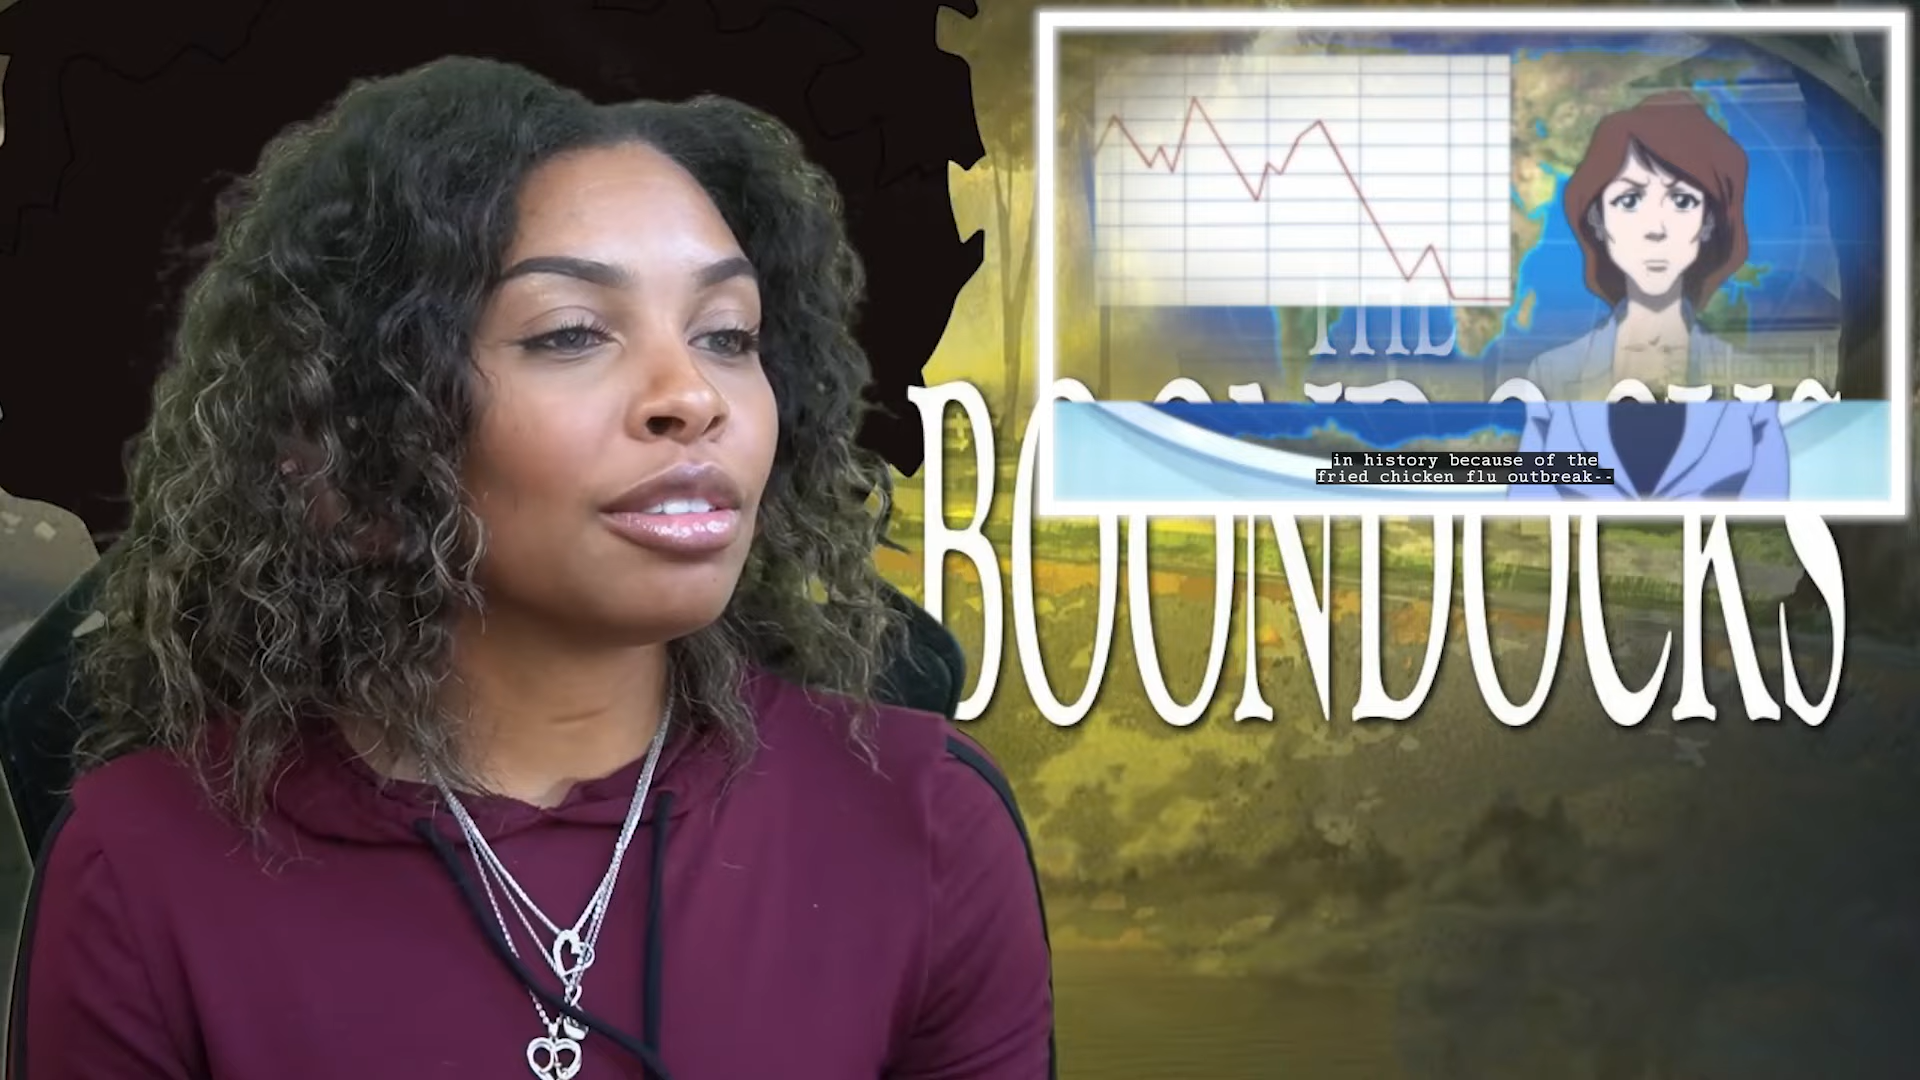 THE
BOONDOCKS
in history because of the
fried chicken flu outbreak--